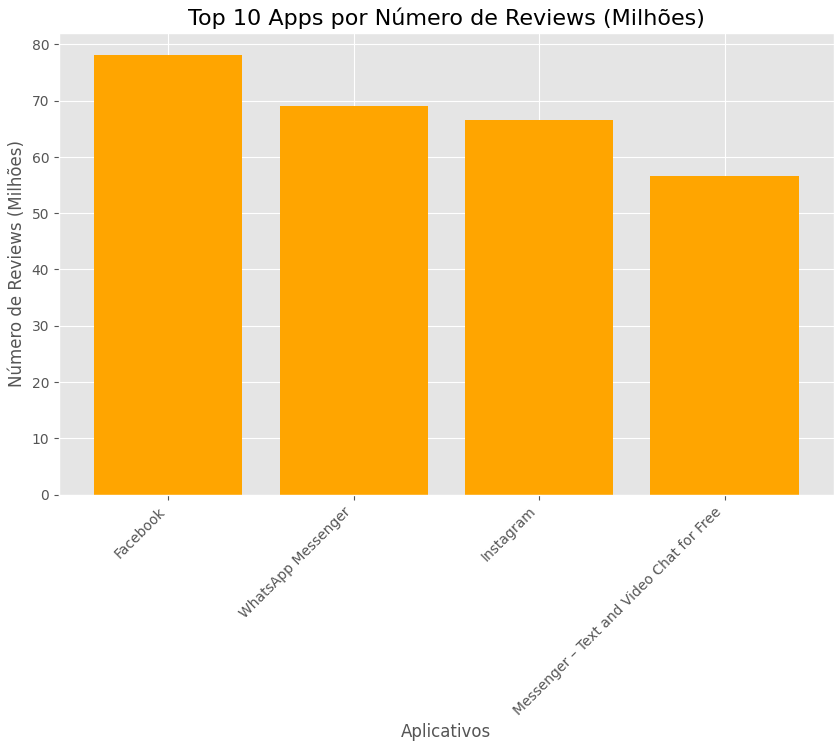 Top 10 Apps por Número de Reviews (Milhões)
Número de Reviews (Milhões)
80
70
60
50
40
30
20
10
0
Facebook
WhatsApp Messenger
Instagram
Messenger – Text and Video Chat for Free
Aplicativos